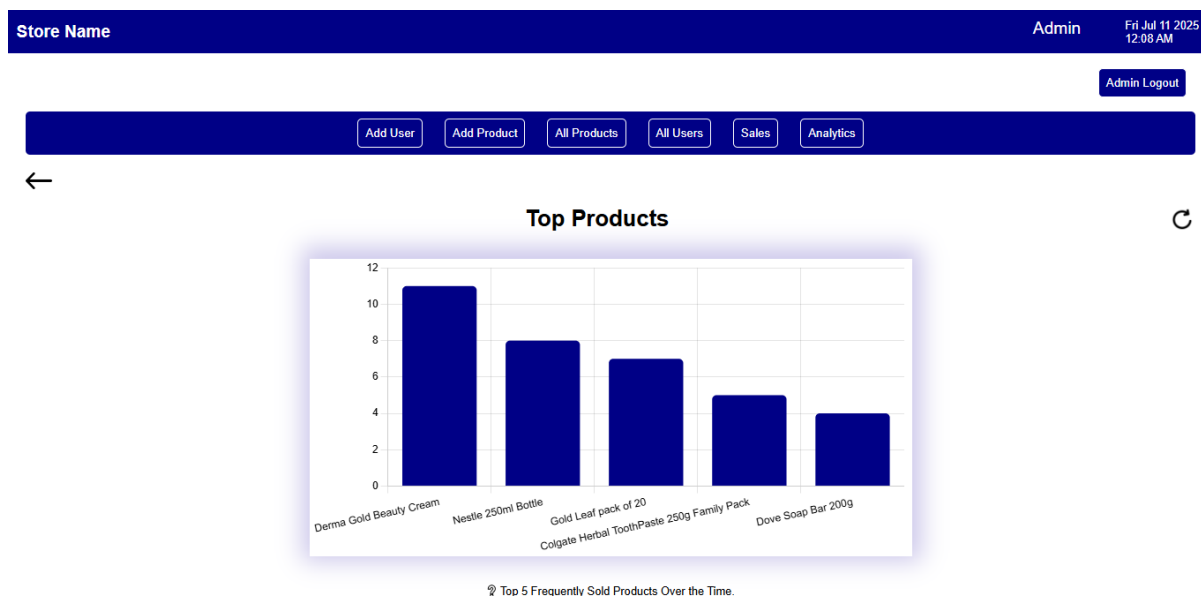 Store Name
Admin
Fri Jul 11 2025
12:08 AM
Admin Logout
Add User
Add Product
All Products
All Users
Sales
Analytics
Top Products
12
10
8
6
4
2
0
Derma Gold Beauty Cream
Nestle 250ml Bottle
Gold Leaf pack of 20
Colgate Herbal ToothPaste 250g Family Pack
Dove Soap Bar 200g
Top 5 Frequently Sold Products Over the Time.